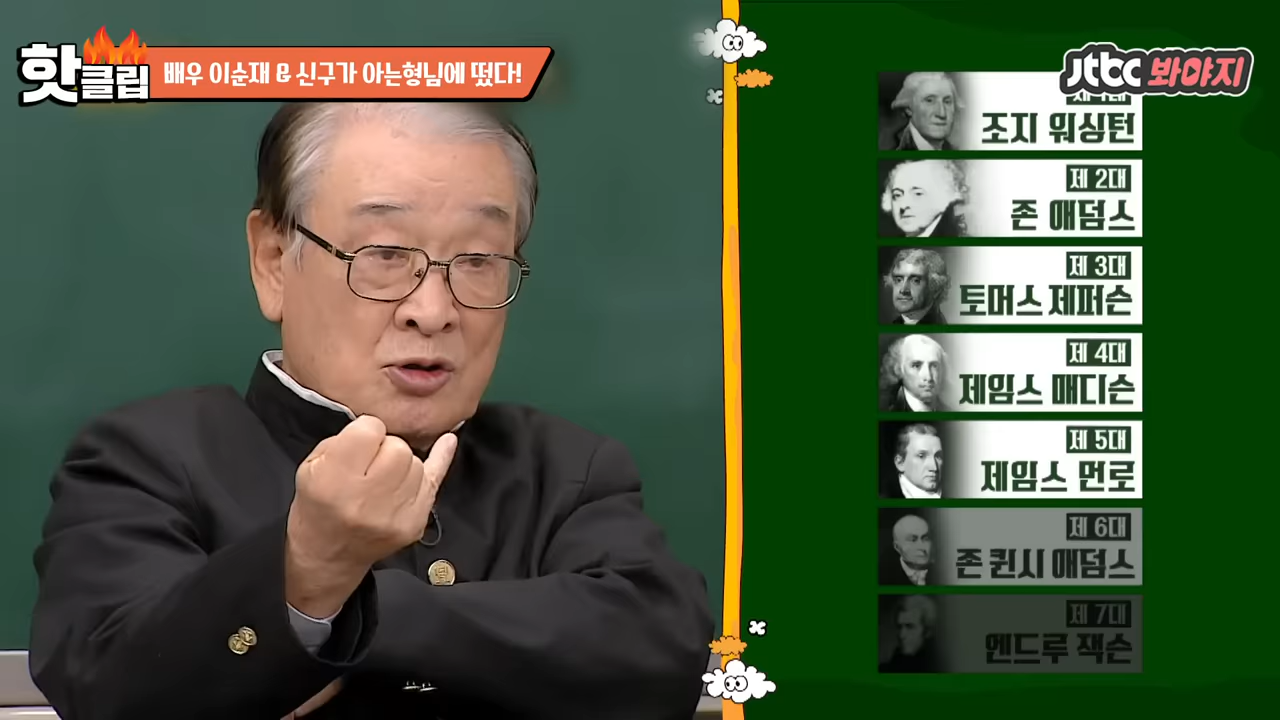 핫클립
배우 이순재 & 신구가 아는형님에 떴다!
jtbc 봐야지
조지 워싱턴
제 2대
존 애덤스
제 3대
토머스 제퍼슨
제 4대
제임스 매디슨
제 5대
제임스 먼로
제 6대
존 퀸시 애덤스
제 7대
엔드루 잭슨